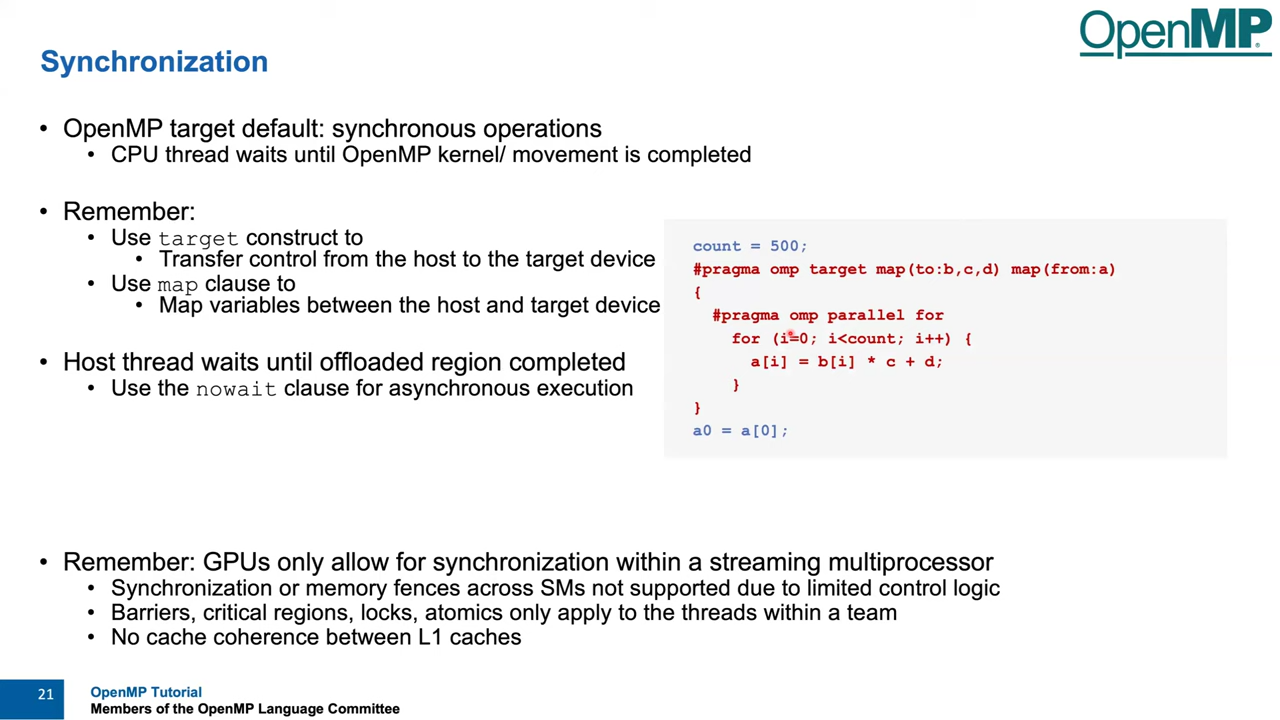 OpenMP
Synchronization
• OpenMP target default: synchronous operations
• CPU thread waits until OpenMP kernel/ movement is completed
• Remember:
• Use target construct to
• Transfer control from the host to the target device
• Use map clause to
• Map variables between the host and target device
• Host thread waits until offloaded region completed
• Use the nowait clause for asynchronous execution
count = 500;
#pragma omp target map(to:b,c,d) map(from:a)
{
#pragma omp parallel for
for (i=0; i<count; i++) {
a[i] = b[i] * c + d;
}
}
a0 = a[0];
• Remember: GPUs only allow for synchronization within a streaming multiprocessor
• Synchronization or memory fences across SMs not supported due to limited control logic
• Barriers, critical regions, locks, atomics only apply to the threads within a team
• No cache coherence between L1 caches
21
OpenMP Tutorial
Members of the OpenMP Language Committee